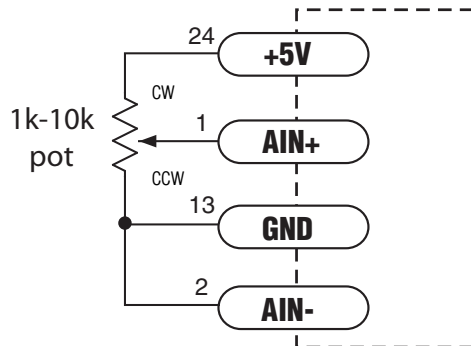 24
+5V
CW
1k-10k
pot
1
AIN+
CCW
13
GND
2
AIN-